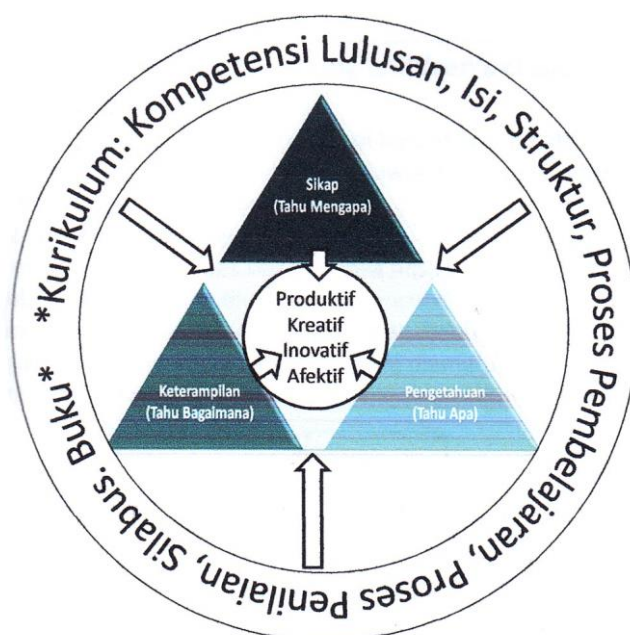 *Kurikulum: Kompetensi Lulusan, Isi, Struktur, Proses Pembelajaran, Proses Penilaian, Silabus. Buku*
Sikap
(Tahu Mengapa)
Produktif
Kreatif
Inovatif
Afektif
Keterampilan
(Tahu Bagaimana)
Pengetahuan
(Tahu Apa)